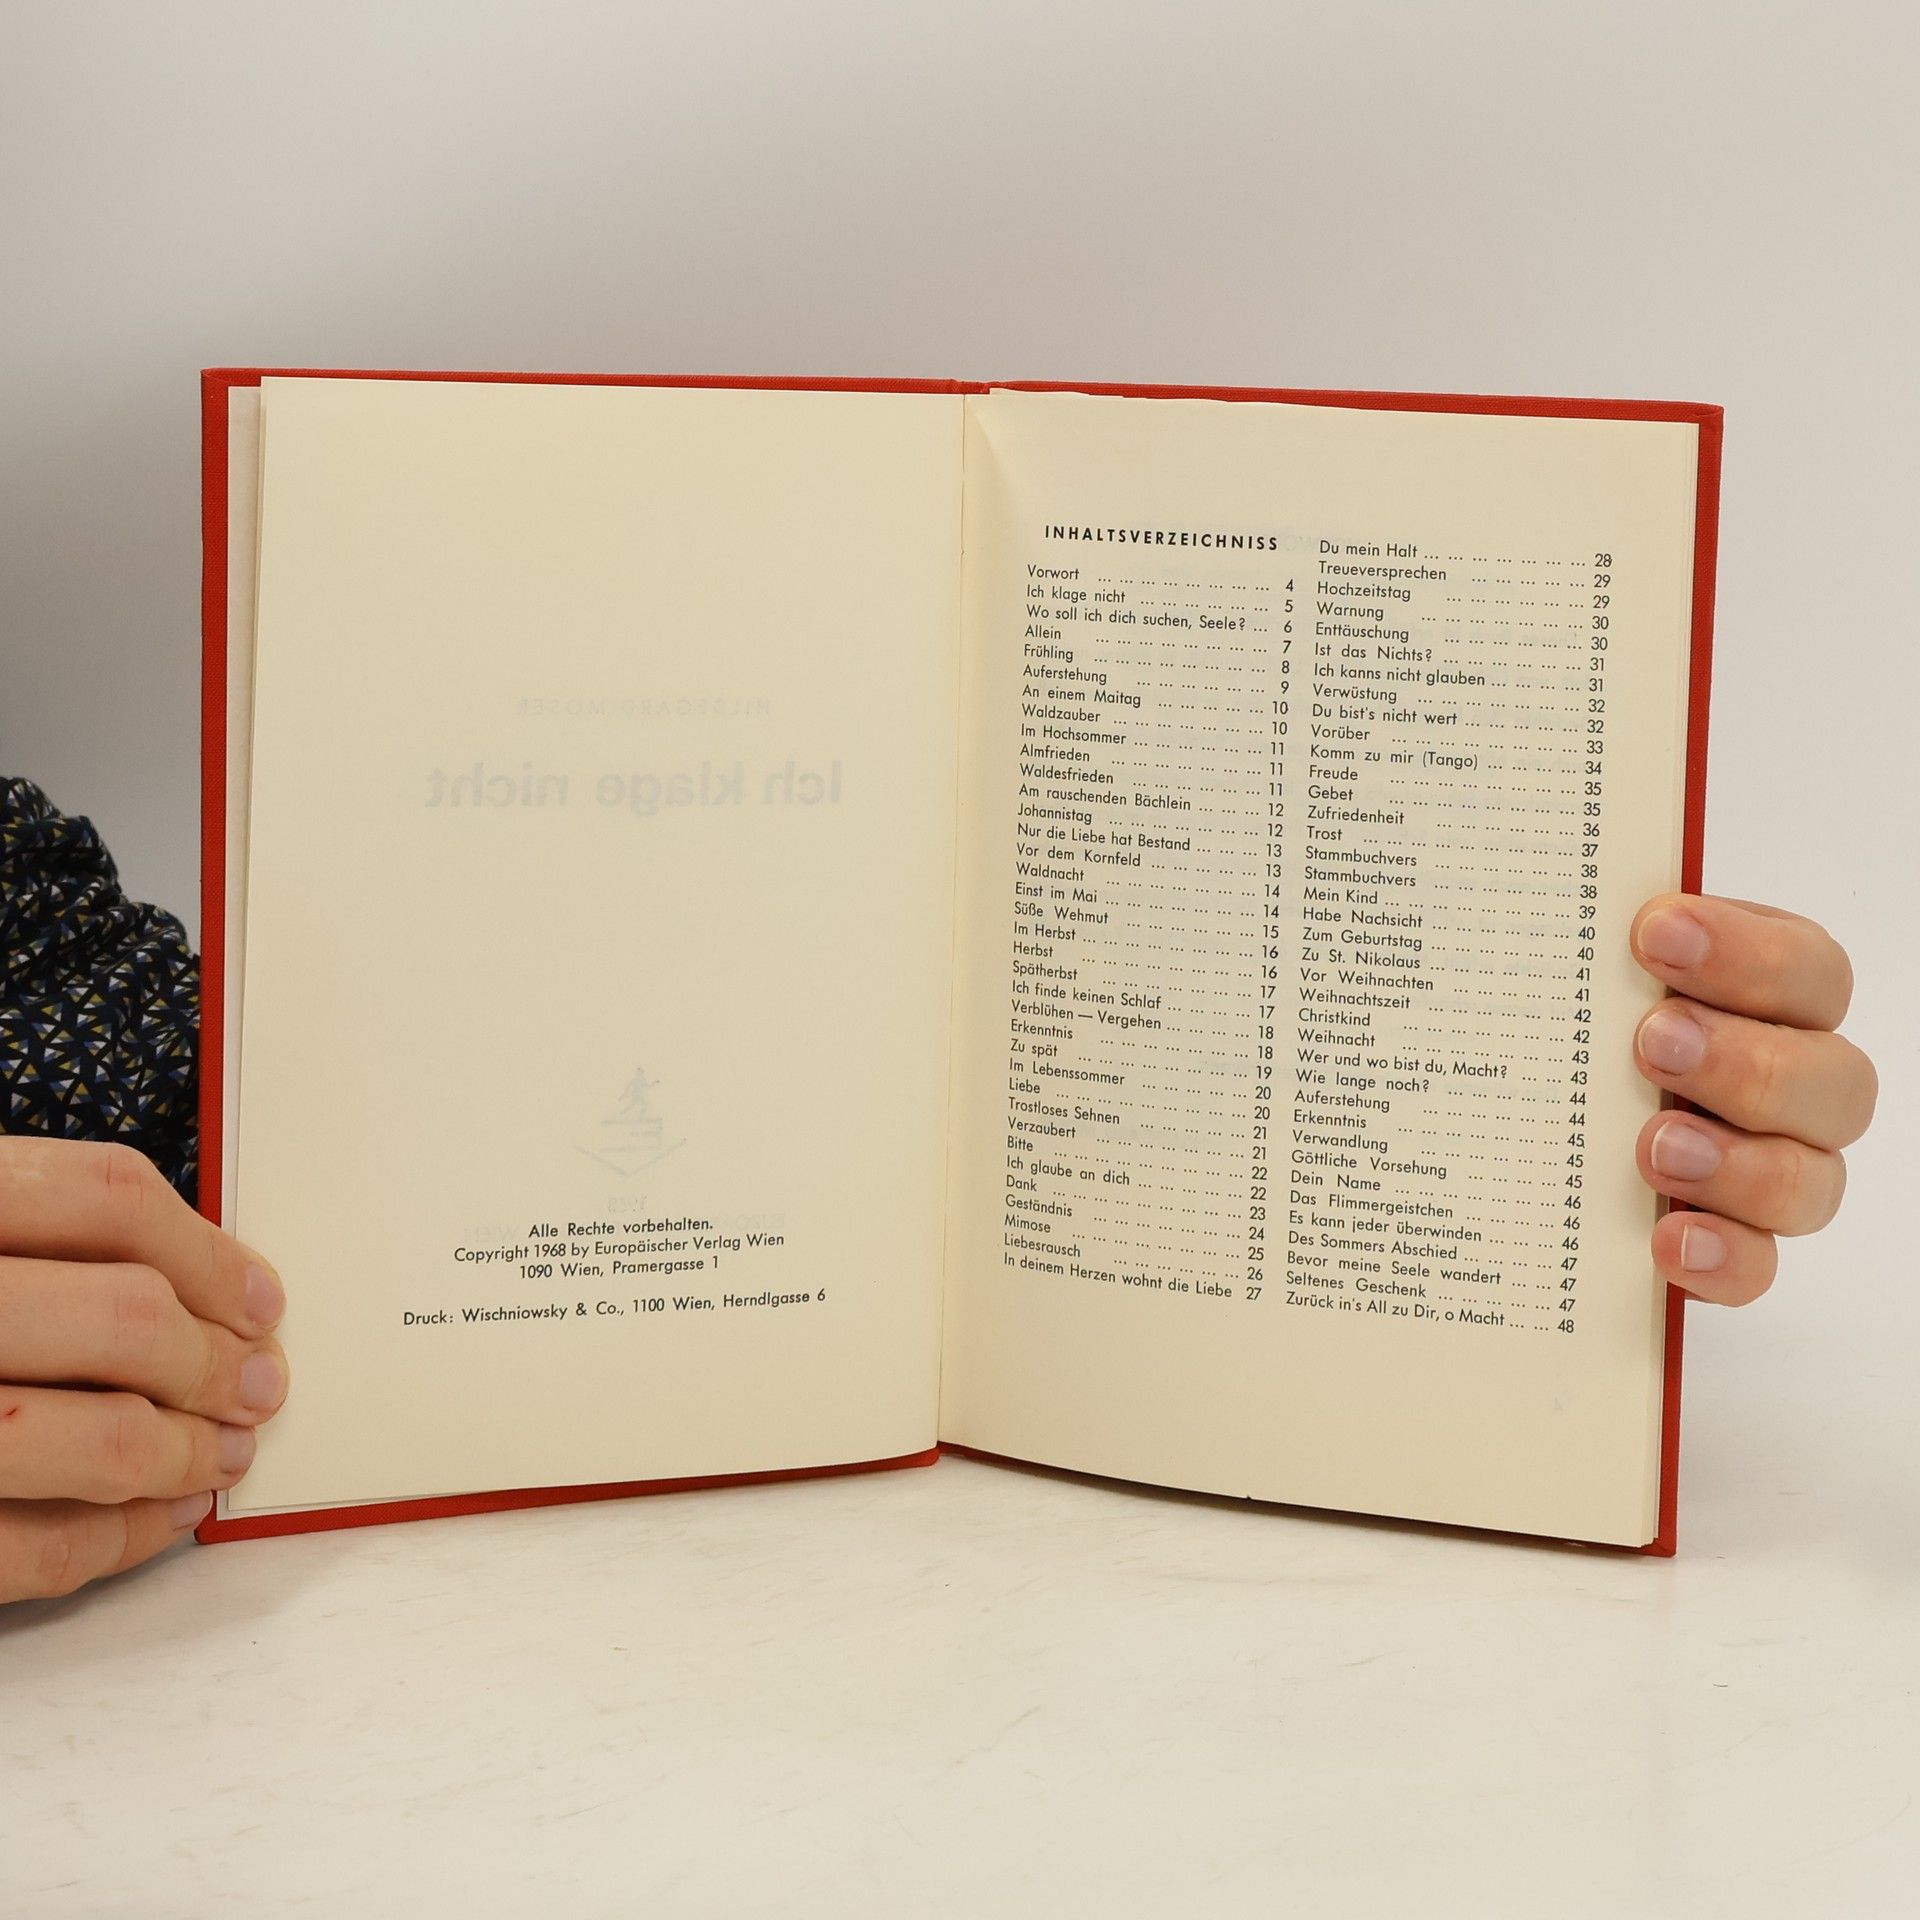 HILDEGARD MOSER
Ich klage nicht
1968
Alle Rechte vorbehalten.
Copyright 1968 by Europäischer Verlag Wien
1090 Wien, Pramergasse 1
Druck: Wischniowsky & Co., 1100 Wien, Herndlgasse 6
INHALTSVERZEICHNISS
Vorwort ... ... ... ... ... ... ... ... 4
Ich klage nicht ... ... ... ... ... ... 5
Wo soll ich dich suchen, Seele? ... 6
Allein ... ... ... ... ... ... ... ... 7
Frühling ... ... ... ... ... ... ... ... 8
Auferstehung ... ... ... ... ... ... 9
An einem Maitag ... ... ... ... ... 10
Waldzauber ... ... ... ... ... ... ... 10
Im Hochsommer ... ... ... ... ... ... 11
Almfrieden ... ... ... ... ... ... ... 11
Waldesfrieden ... ... ... ... ... ... 11
Am rauschenden Bächlein ... ... ... 12
Johannistag ... ... ... ... ... ... ... 12
Nur die Liebe hat Bestand ... ... ... 13
Vor dem Kornfeld ... ... ... ... ... 13
Waldnacht ... ... ... ... ... ... ... 14
Einst im Mai ... ... ... ... ... ... ... 14
Süße Wehmut ... ... ... ... ... ... 15
Im Herbst ... ... ... ... ... ... ... ... 16
Herbst ... ... ... ... ... ... ... ... 16
Spätherbst ... ... ... ... ... ... ... 17
Ich finde keinen Schlaf ... ... ... ... 17
Verblühen — Vergehen ... ... ... ... 18
Erkenntnis ... ... ... ... ... ... ... 18
Zu spät ... ... ... ... ... ... ... ... 19
Im Lebenssommer ... ... ... ... ... 20
Liebe ... ... ... ... ... ... ... ... ... 20
Trostloses Sehnen ... ... ... ... ... 21
Verzaubert ... ... ... ... ... ... ... 21
Bitte ... ... ... ... ... ... ... ... ... 22
Ich glaube an dich ... ... ... ... ... 22
Dank ... ... ... ... ... ... ... ... ... 23
Geständnis ... ... ... ... ... ... ... 24
Mimose ... ... ... ... ... ... ... ... 25
Liebesrausch ... ... ... ... ... ... ... 26
In deinem Herzen wohnt die Liebe 27
Du mein Halt ... ... ... ... ... ... ... 28
Treueversprechen ... ... ... ... ... 29
Hochzeitstag ... ... ... ... ... ... 29
Warnung ... ... ... ... ... ... ... 30
Enttäuschung ... ... ... ... ... ... 30
Ist das Nichts? ... ... ... ... ... ... 31
Ich kanns nicht glauben ... ... ... ... 31
Verwüstung ... ... ... ... ... ... ... 32
Du bist's nicht wert ... ... ... ... ... 32
Vorüber ... ... ... ... ... ... ... ... 33
Komm zu mir (Tango) ... ... ... ... 34
Freude ... ... ... ... ... ... ... ... 35
Gebet ... ... ... ... ... ... ... ... 35
Zufriedenheit ... ... ... ... ... ... 36
Trost ... ... ... ... ... ... ... ... ... 37
Stammbuchvers ... ... ... ... ... ... 38
Stammbuchvers ... ... ... ... ... ... 38
Mein Kind ... ... ... ... ... ... ... ... 39
Habe Nachsicht ... ... ... ... ... ... 40
Zum Geburtstag ... ... ... ... ... ... 40
Zu St. Nikolaus ... ... ... ... ... ... 41
Vor Weihnachten ... ... ... ... ... 41
Weihnachtszeit ... ... ... ... ... ... 42
Christkind ... ... ... ... ... ... ... 42
Weihnacht ... ... ... ... ... ... ... 43
Wer und wo bist du, Macht? ... ... 43
Wie lange noch? ... ... ... ... ... 44
Auferstehung ... ... ... ... ... ... 44
Erkenntnis ... ... ... ... ... ... ... 45
Verwandlung ... ... ... ... ... ... 45
Göttliche Vorsehung ... ... ... ... 45
Dein Name ... ... ... ... ... ... ... 46
Das Flimmergeistchen ... ... ... ... 46
Es kann jeder überwinden ... ... ... 46
Des Sommers Abschied ... ... ... ... 47
Bevor meine Seele wandert ... ... 47
Seltenes Geschenk ... ... ... ... ... 47
Zurück in's All zu Dir, o Macht ... ... 48